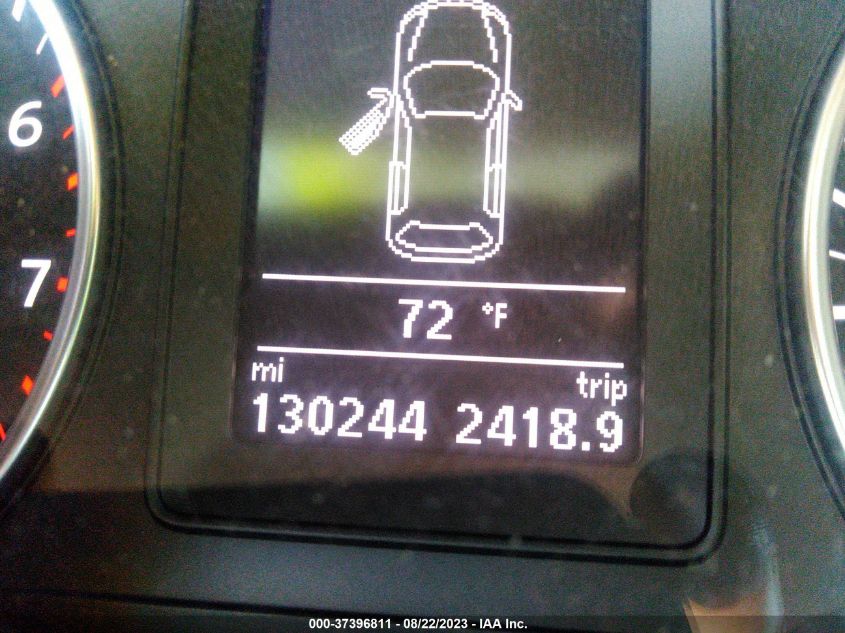 6
7
72 °F
mi trip
130244 2418.9
000-37396811 - 08/22/2023 - IAA Inc.